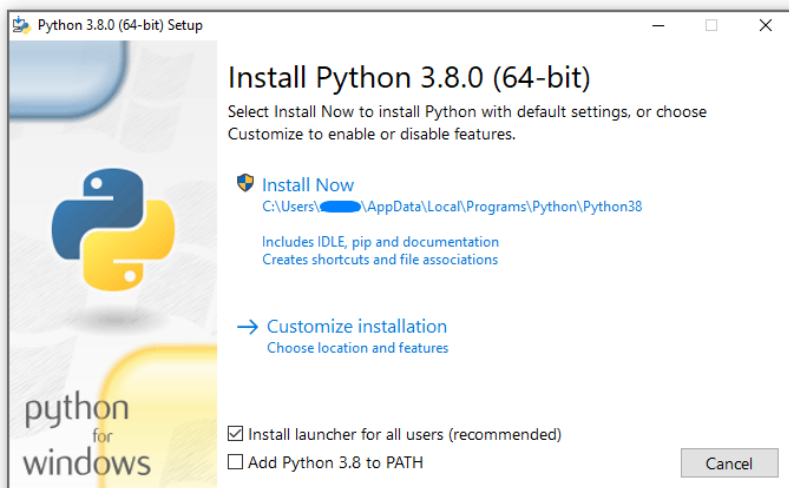 Python 3.8.0 (64-bit) Setup
Install Python 3.8.0 (64-bit)
Select Install Now to install Python with default settings, or choose
Customize to enable or disable features.
Install Now
C:\Users\ \AppData\Local\Programs\Python\Python38
Includes IDLE, pip and documentation
Creates shortcuts and file associations
Customize installation
Choose location and features
python
for
windows
Install launcher for all users (recommended)
Add Python 3.8 to PATH
Cancel